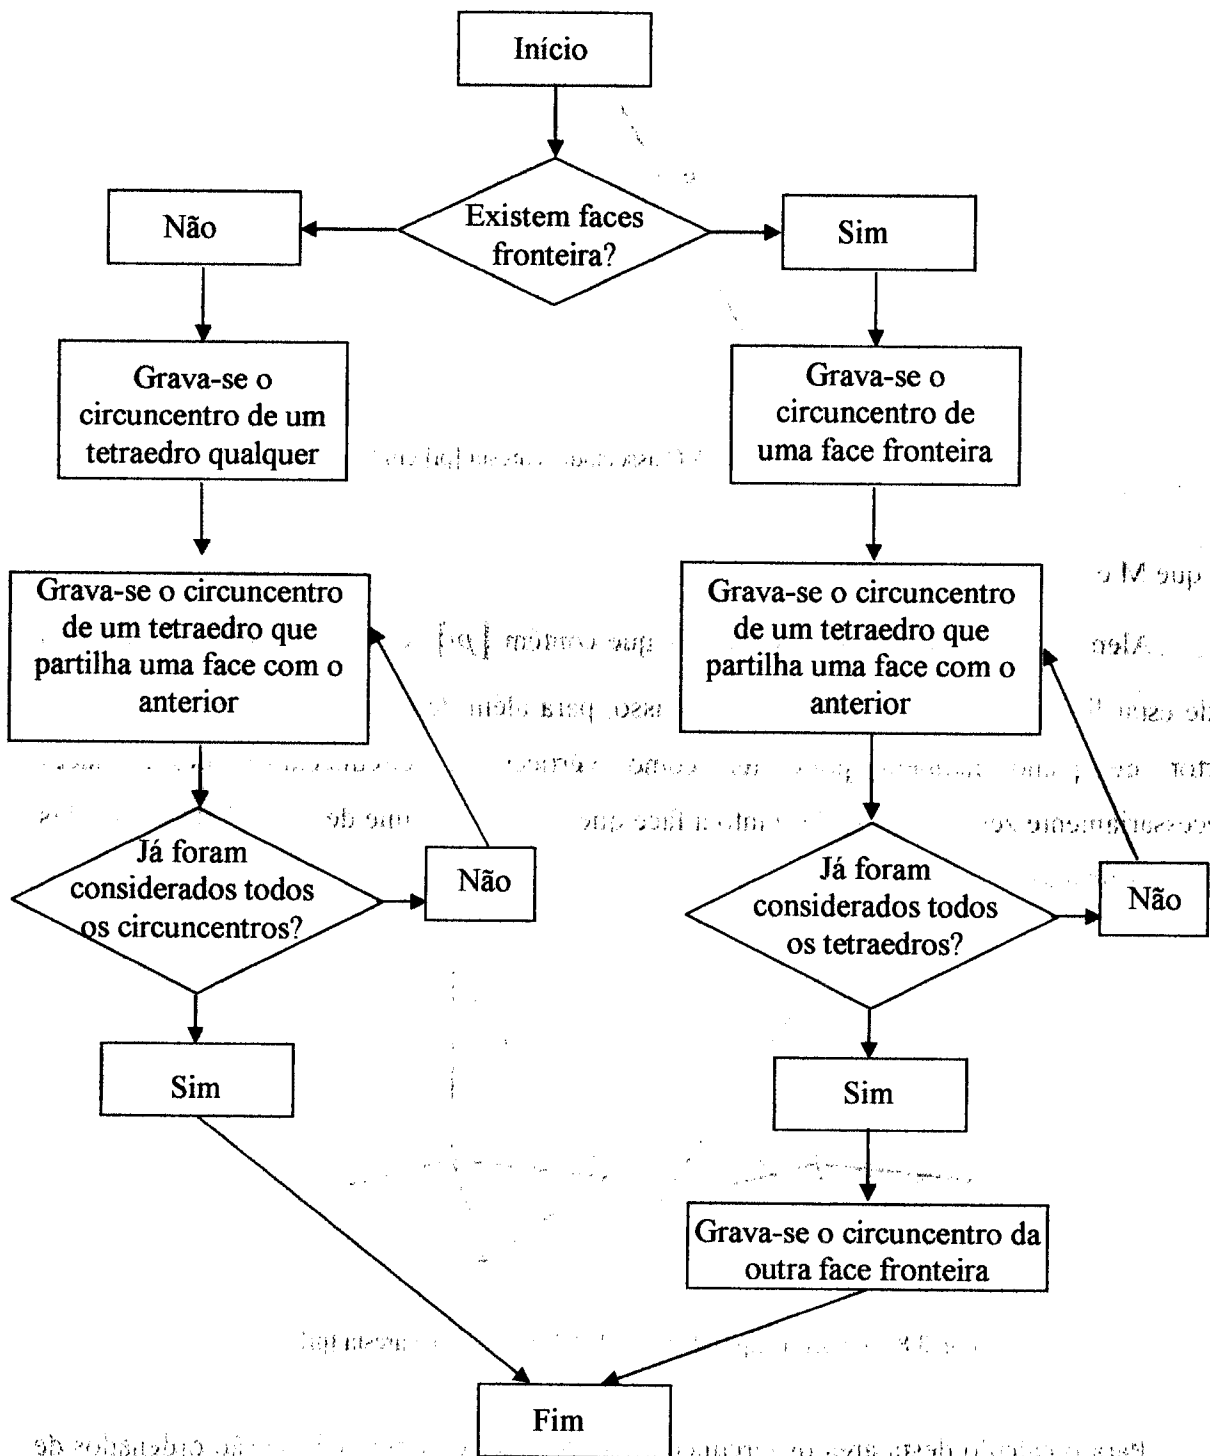 Início
Existem faces
fronteira?
Não
Sim
Grava-se o
circuncentro de um
tetraedro qualquer
Grava-se o
circuncentro de
uma face fronteira
Grava-se o circuncentro
de um tetraedro que
partilha uma face com o
anterior
Grava-se o circuncentro
de um tetraedro que
partilha uma face com o
anterior
Já foram
considerados todos
os circuncentros?
Não
Já foram
considerados todos
os tetraedros?
Não
Sim
Sim
Grava-se o circuncentro da
outra face fronteira
Fim